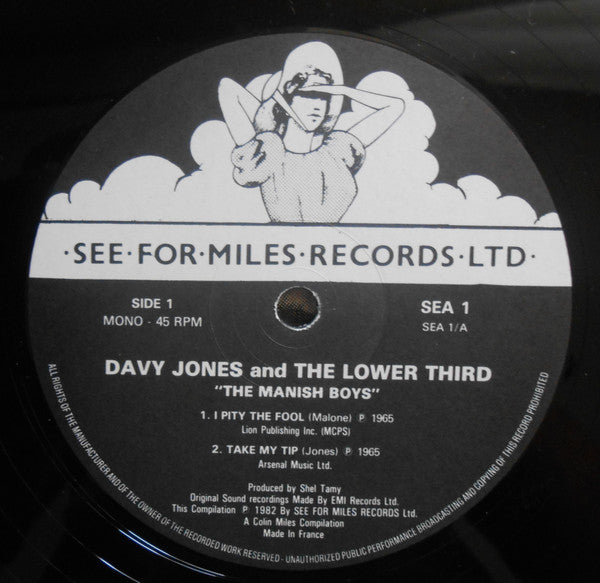 ·SEE·FOR·MILES·RECORDS·LTD·
SIDE 1
MONO - 45 RPM
SEA 1
SEA 1/A
DAVY JONES and THE LOWER THIRD
"THE MANISH BOYS"
1. I PITY THE FOOL (Malone) ℗ 1965
Lion Publishing Inc. (MCPS)
2. TAKE MY TIP (Jones) ℗ 1965
Arsenal Music Ltd.
Produced by Shel Tamy
Original Sound recordings Made By EMI Records Ltd.
This Compilation ℗ 1982 By SEE FOR MILES RECORDS Ltd.
A Colin Miles Compilation
Made in France
ALL RIGHTS OF THE MANUFACTURER AND OF THE OWNER OF THE RECORDED WORK RESERVED - UNAUTHORIZED PUBLIC PERFORMANCE BROADCASTING AND COPYING OF THIS RECORD PROHIBITED